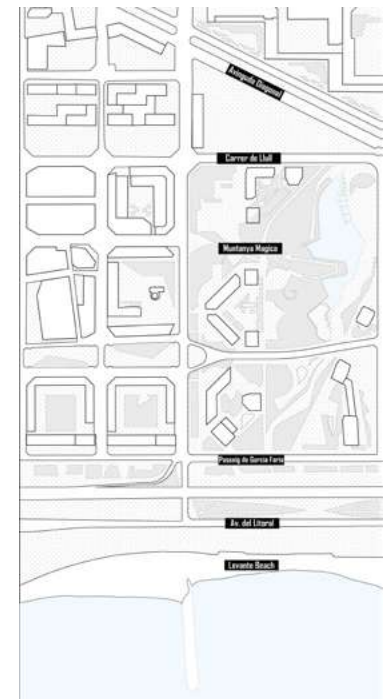 Avinguda Diagonal
Carrer de Llull
Muntanya Magica
Passeig de Garcia Faria
Av. del Litoral
Levante Beach